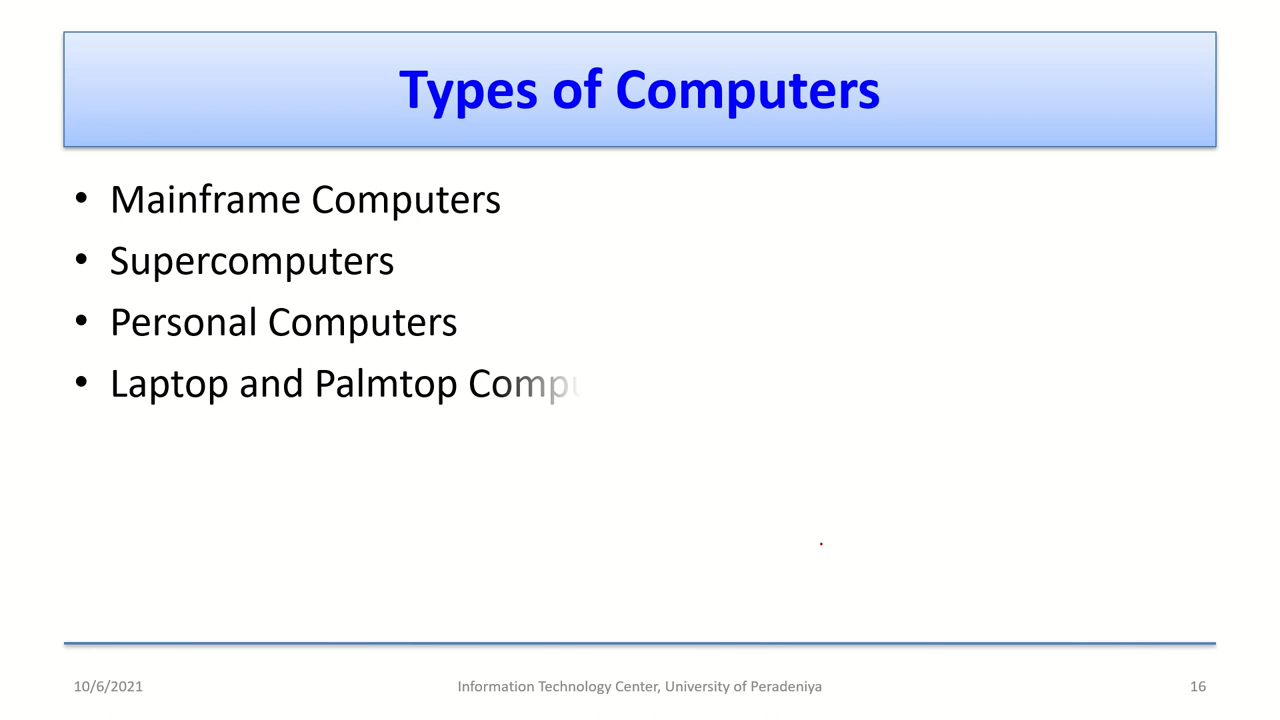 Types of Computers
• Mainframe Computers
• Supercomputers
• Personal Computers
• Laptop and Palmtop Compu
10/6/2021
Information Technology Center, University of Peradeniya
16